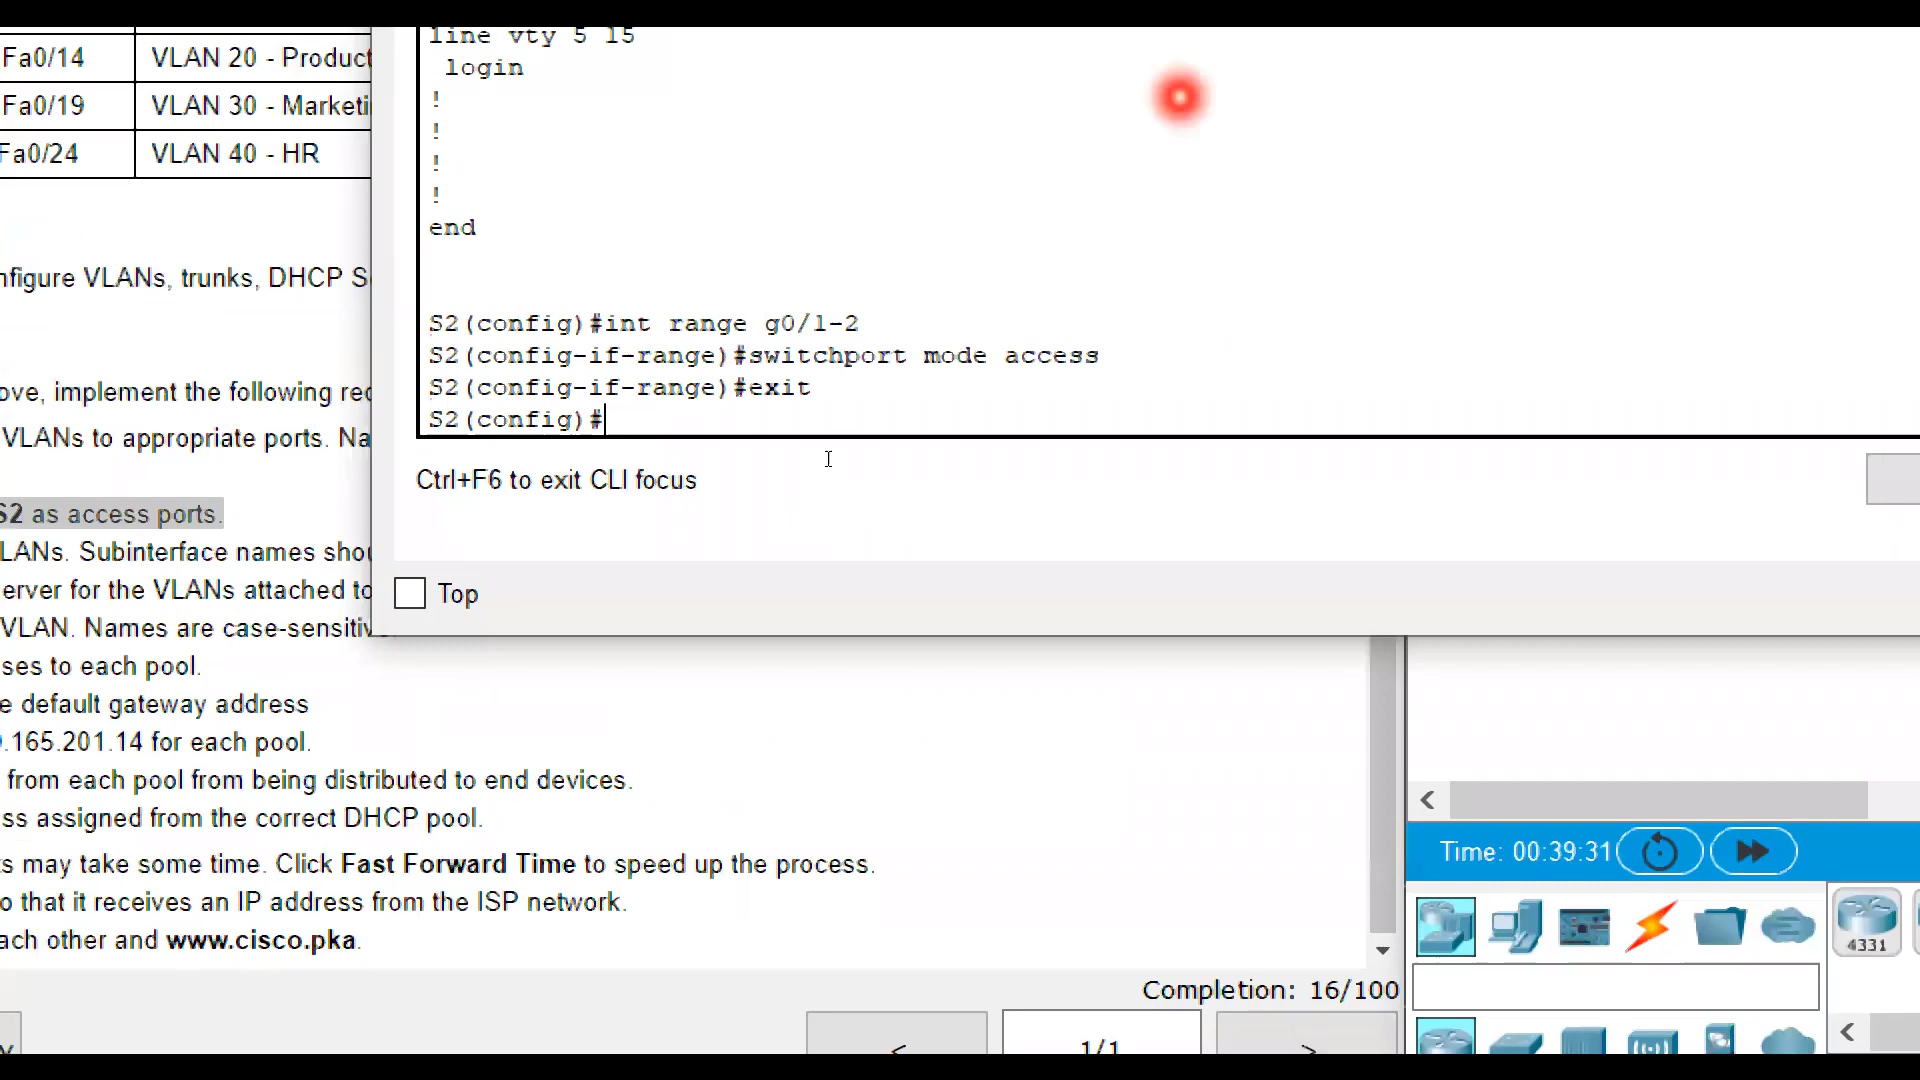 Fa0/14 VLAN 20 - Product
Fa0/19 VLAN 30 - Marketi
Fa0/24 VLAN 40 - HR
nfigure VLANs, trunks, DHCP S
ove, implement the following re
VLANs to appropriate ports. Na
S2 as access ports.
LANs. Subinterface names shou
erver for the VLANs attached to
VLAN. Names are case-sensitiv
ses to each pool.
e default gateway address
.165.201.14 for each pool.
from each pool from being distributed to end devices.
ss assigned from the correct DHCP pool.
ts may take some time. Click Fast Forward Time to speed up the process.
o that it receives an IP address from the ISP network.
ach other and www.cisco.pka.
line vty 5 15
login
!
!
!
!
end
S2(config)#int range g0/1-2
S2(config-if-range)#switchport mode access
S2(config-if-range)#exit
S2(config)#
Ctrl+F6 to exit CLI focus
Top
Completion: 16/100
< 1/1 >
Time: 00:39:31
4331